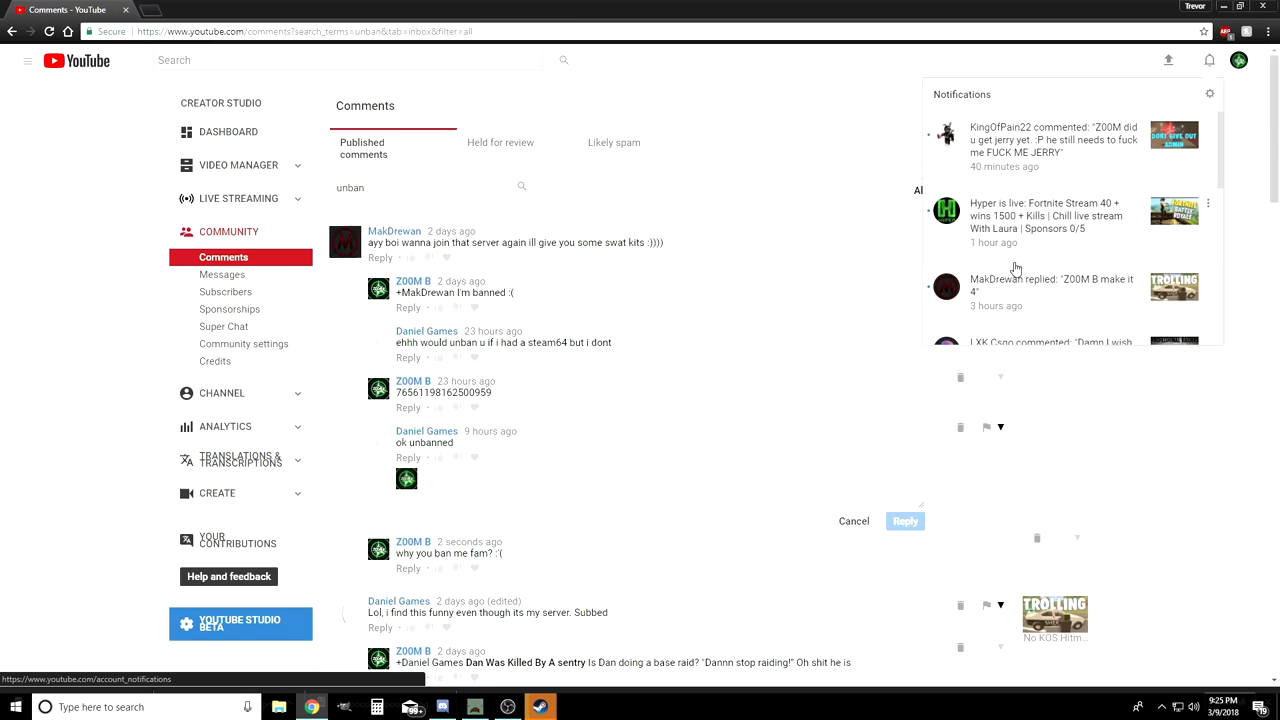 Comments - YouTube
Trevor
Secure
https://www.youtube.com/comments?search_terms=unban&tab=inbox&filter=all
YouTube
Search
CREATOR STUDIO
DASHBOARD
VIDEO MANAGER
LIVE STREAMING
COMMUNITY
Comments
Messages
Subscribers
Sponsorships
Super Chat
Community settings
Credits
CHANNEL
ANALYTICS
TRANSLATIONS &
TRANSCRIPTIONS
CREATE
YOUR
CONTRIBUTIONS
Help and feedback
YOUTUBE STUDIO
BETA
Comments
Published
comments
Held for review
Likely spam
unban
Al
MakDrewan 2 days ago
ayy boi wanna join that server again ill give you some swat kits :))))
Reply
Z00M B 2 days ago
+MakDrewan I'm banned :(
Reply
Daniel Games 23 hours ago
ehhh would unban u if i had a steam64 but i dont
Reply
Z00M B 23 hours ago
76561198162500959
Reply
Daniel Games 9 hours ago
ok unbanned
Reply
Cancel
Reply
Z00M B 2 seconds ago
why you ban me fam? :'(
Reply
Daniel Games 2 days ago (edited)
Lol, i find this funny even though its my server. Subbed
Reply
TROLLING
No KOS Hitm...
Z00M B 2 days ago
+Daniel Games Dan Was Killed By A sentry Is Dan doing a base raid? "Dannn stop raiding!" Oh shit he is
Notifications
KingOfPain22 commented: "Z00M did
u get jerry yet. :P he still needs to fuck
me FUCK ME JERRY"
40 minutes ago
DONT GIVE OUT
ADMIN
Hyper is live: Fortnite Stream 40 +
wins 1500 + Kills | Chill live stream
With Laura | Sponsors 0/5
1 hour ago
MakDrewan replied: "Z00M B make it
4"
3 hours ago
TROLLING
LXK Csgo commented: "Damn I wish
https://www.youtube.com/account_notifications
Type here to search
99+
9:25 PM
3/9/2018